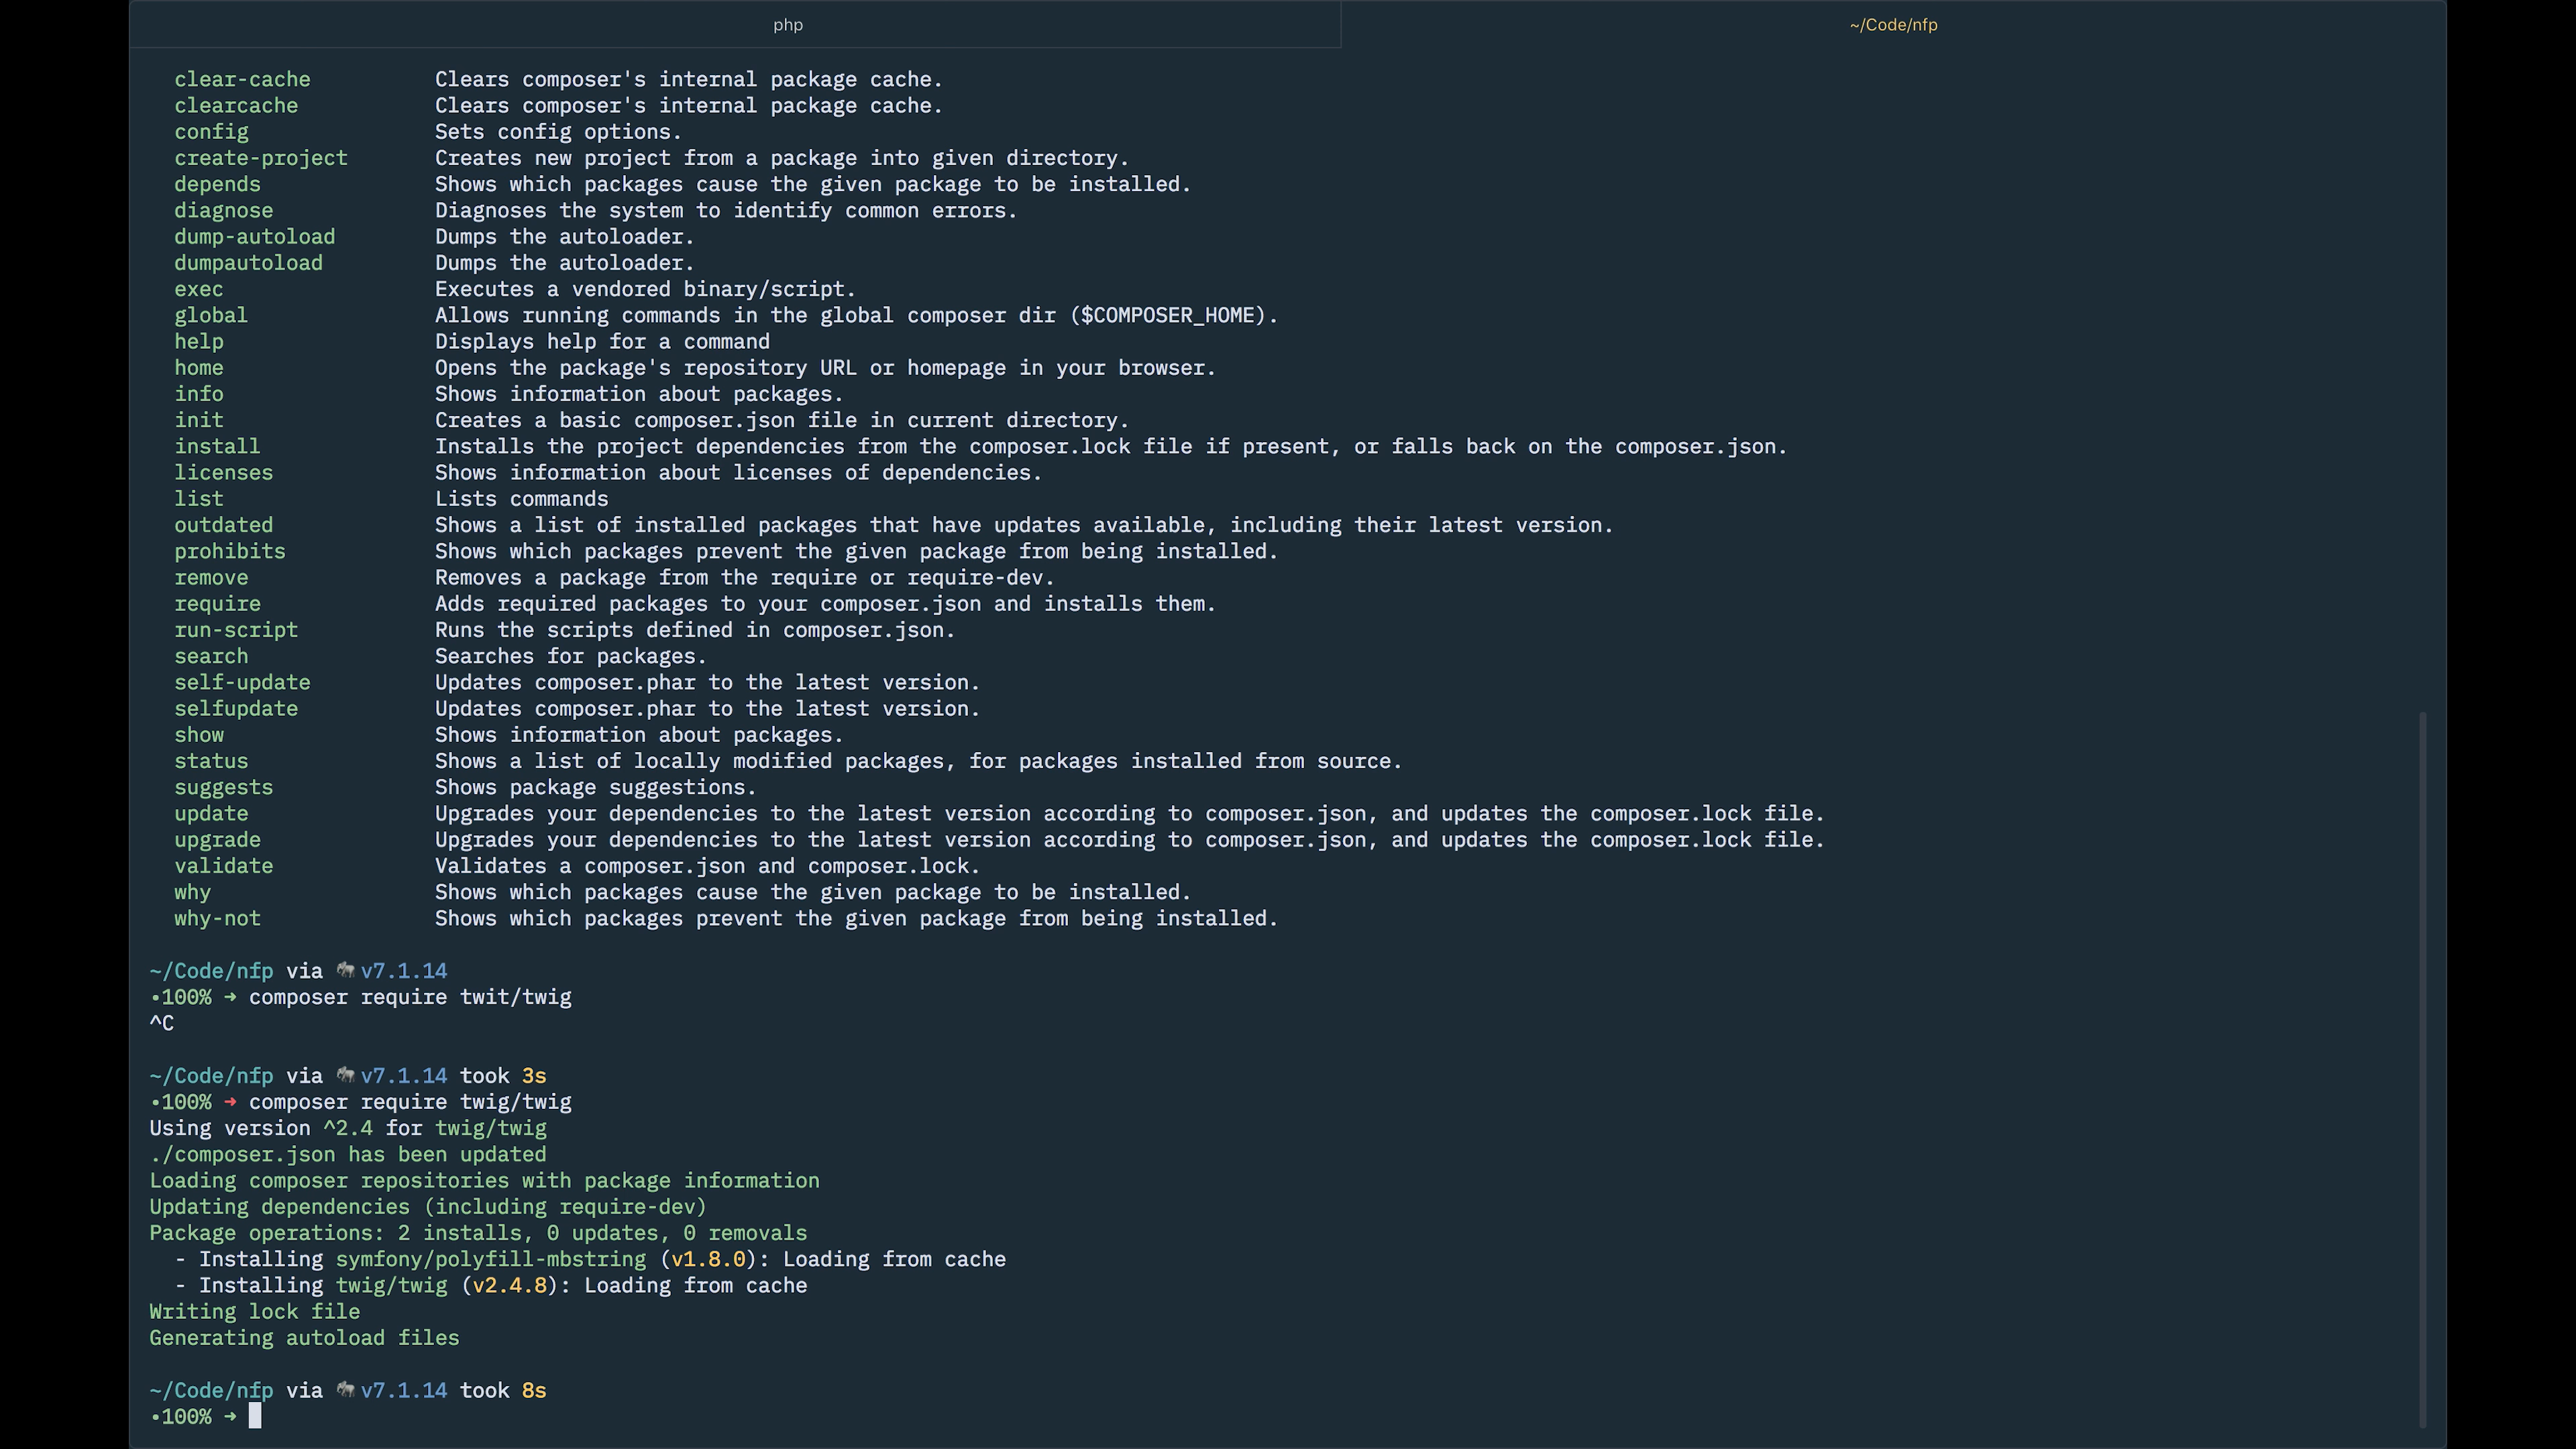 php
~/Code/nfp
clear-cache Clears composer's internal package cache.
clearcache Clears composer's internal package cache.
config Sets config options.
create-project Creates new project from a package into given directory.
depends Shows which packages cause the given package to be installed.
diagnose Diagnoses the system to identify common errors.
dump-autoload Dumps the autoloader.
dumpautoload Dumps the autoloader.
exec Executes a vendored binary/script.
global Allows running commands in the global composer dir ($COMPOSER_HOME).
help Displays help for a command
home Opens the package's repository URL or homepage in your browser.
info Shows information about packages.
init Creates a basic composer.json file in current directory.
install Installs the project dependencies from the composer.lock file if present, or falls back on the composer.json.
licenses Shows information about licenses of dependencies.
list Lists commands
outdated Shows a list of installed packages that have updates available, including their latest version.
prohibits Shows which packages prevent the given package from being installed.
remove Removes a package from the require or require-dev.
require Adds required packages to your composer.json and installs them.
run-script Runs the scripts defined in composer.json.
search Searches for packages.
self-update Updates composer.phar to the latest version.
selfupdate Updates composer.phar to the latest version.
show Shows information about packages.
status Shows a list of locally modified packages, for packages installed from source.
suggests Shows package suggestions.
update Upgrades your dependencies to the latest version according to composer.json, and updates the composer.lock file.
upgrade Upgrades your dependencies to the latest version according to composer.json, and updates the composer.lock file.
validate Validates a composer.json and composer.lock.
why Shows which packages cause the given package to be installed.
why-not Shows which packages prevent the given package from being installed.
~/Code/nfp via 🐘 v7.1.14
•100% ➜ composer require twit/twig
^C
~/Code/nfp via 🐘 v7.1.14 took 3s
•100% ➜ composer require twig/twig
Using version ^2.4 for twig/twig
./composer.json has been updated
Loading composer repositories with package information
Updating dependencies (including require-dev)
Package operations: 2 installs, 0 updates, 0 removals
- Installing symfony/polyfill-mbstring (v1.8.0): Loading from cache
- Installing twig/twig (v2.4.8): Loading from cache
Writing lock file
Generating autoload files
~/Code/nfp via 🐘 v7.1.14 took 8s
•100% ➜